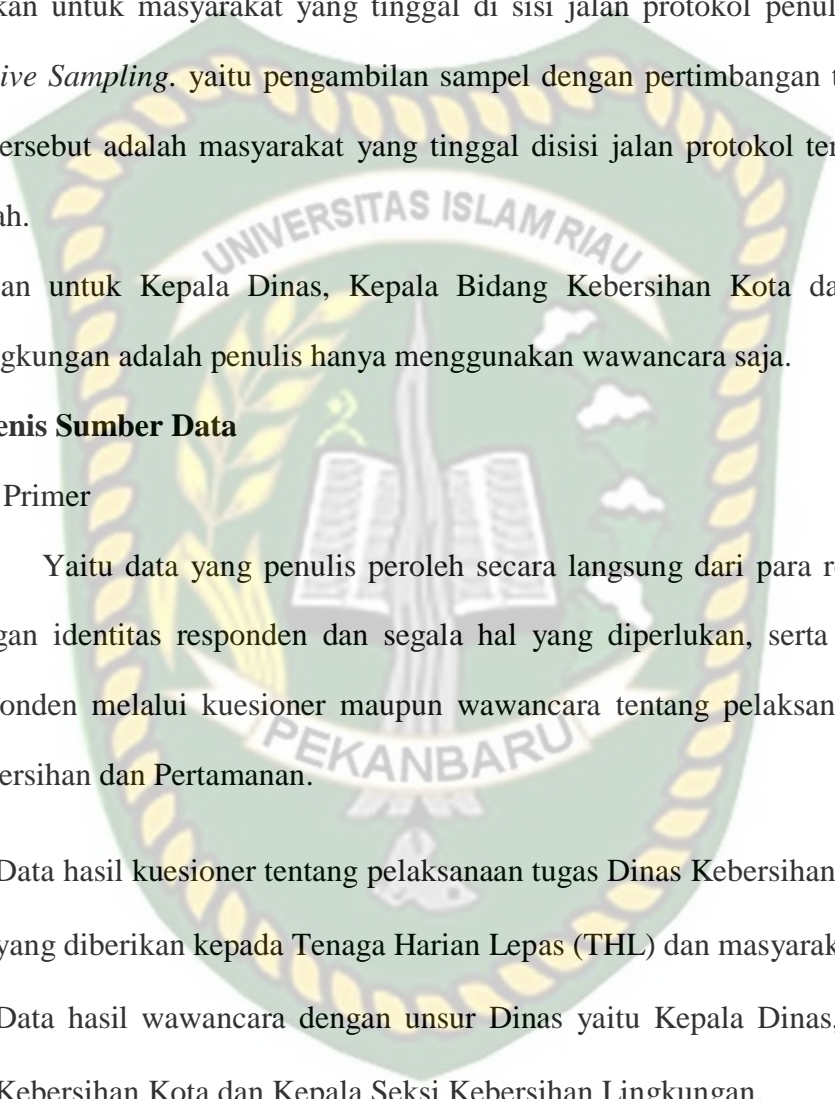 kan untuk masyarakat yang tinggal di sisi jalan protokol penul
ive Sampling. yaitu pengambilan sampel dengan pertimbangan t
ersebut adalah masyarakat yang tinggal disisi jalan protokol ter
ah.
UNIVERSITAS ISLAM RIAU
an untuk Kepala Dinas, Kepala Bidang Kebersihan Kota da
gkungan adalah penulis hanya menggunakan wawancara saja.
enis Sumber Data
Primer
Yaitu data yang penulis peroleh secara langsung dari para r
gan identitas responden dan segala hal yang diperlukan, serta
ponden melalui kuesioner maupun wawancara tentang pelaksan
PEKANBARU
ersihan dan Pertamanan.
Data hasil kuesioner tentang pelaksanaan tugas Dinas Kebersihan
yang diberikan kepada Tenaga Harian Lepas (THL) dan masyarak
Data hasil wawancara dengan unsur Dinas yaitu Kepala Dinas,
Kebersihan Kota dan Kepala Seksi Kebersihan Lingkungan.